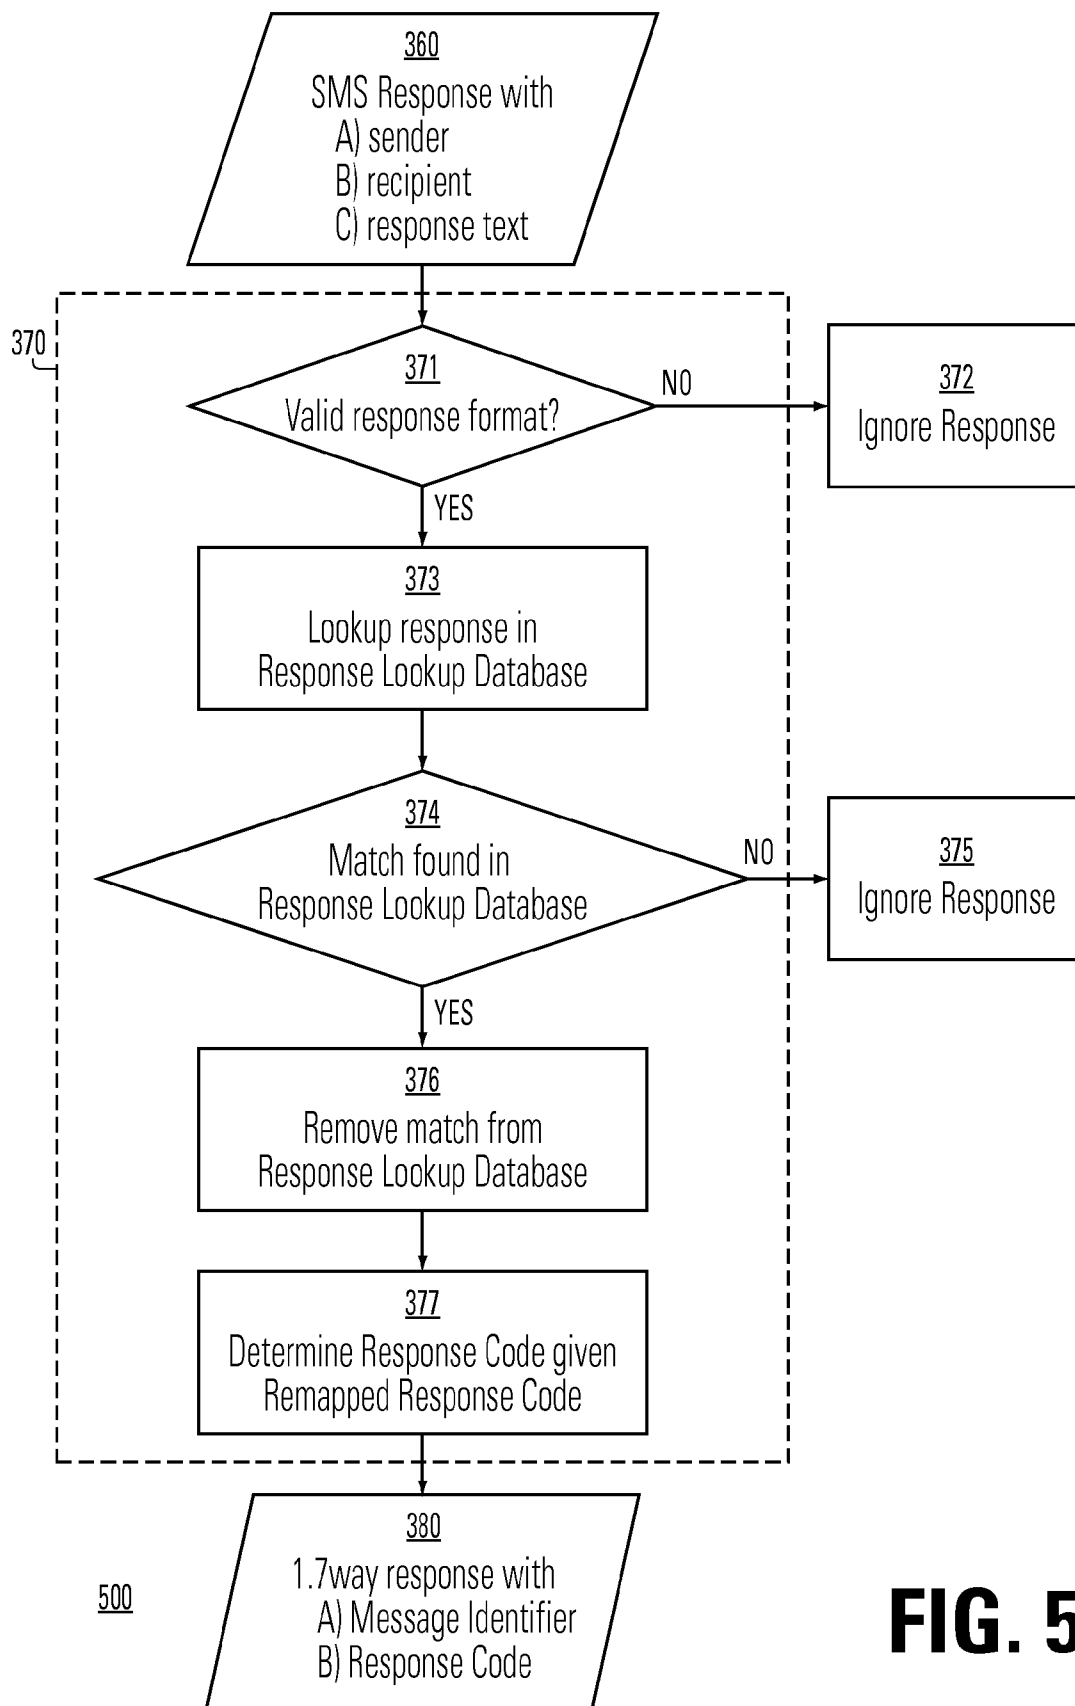 360
SMS Response with
A) sender
B) recipient
C) response text
370
371
Valid response format?
NO
372
Ignore Response
YES
373
Lookup response in
Response Lookup Database
374
Match found in
Response Lookup Database
NO
375
Ignore Response
YES
376
Remove match from
Response Lookup Database
377
Determine Response Code given
Remapped Response Code
380
1.7way response with
A) Message Identifier
B) Response Code
500
FIG. 5